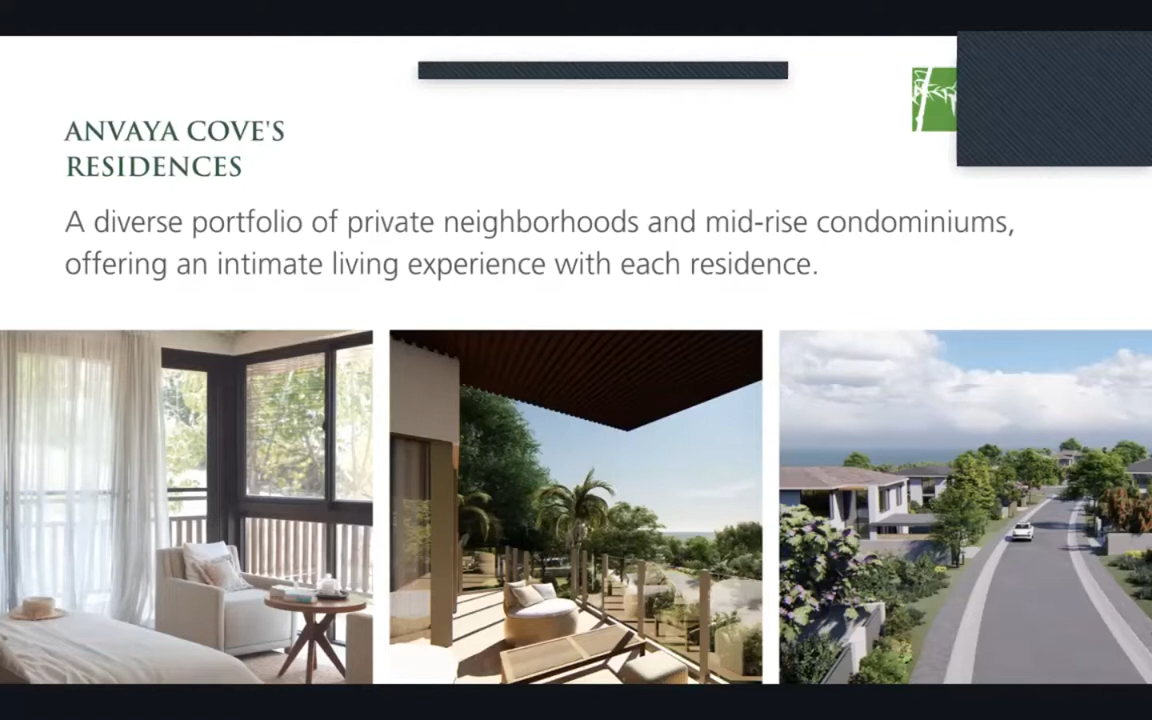 ANVAYA COVE'S
RESIDENCES
A diverse portfolio of private neighborhoods and mid-rise condominiums,
offering an intimate living experience with each residence.